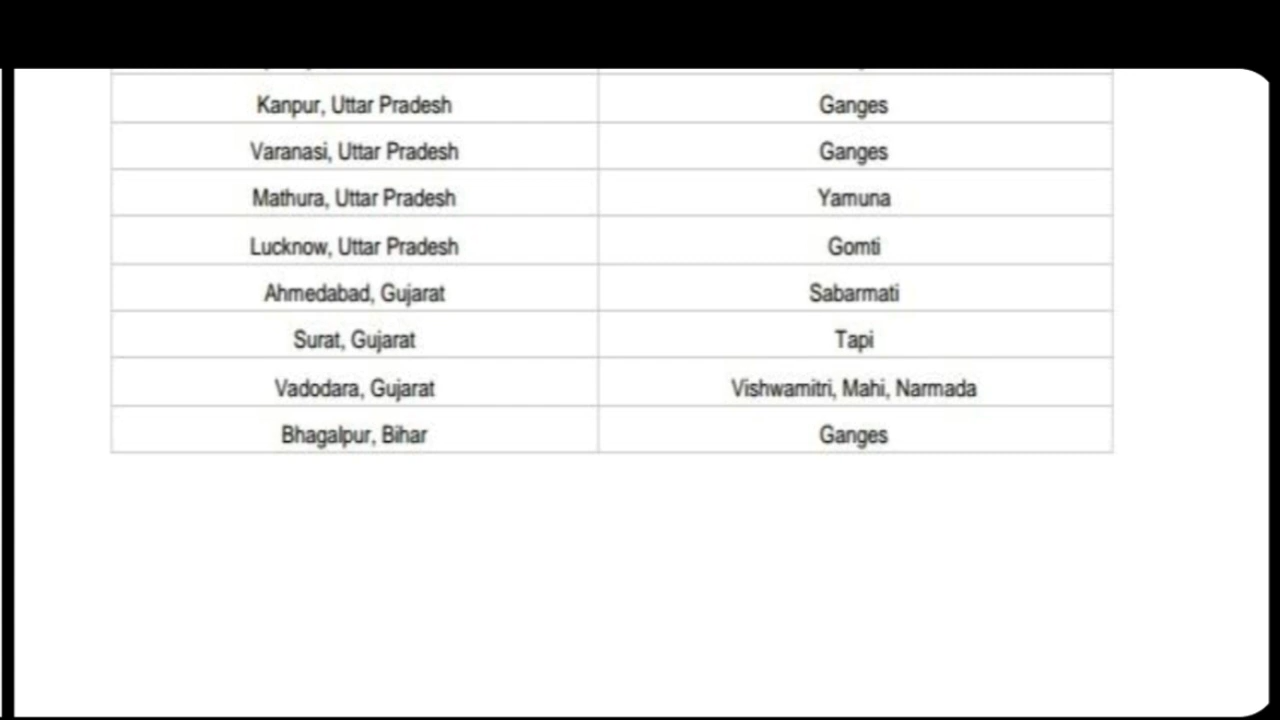 Kanpur, Uttar Pradesh Ganges
Varanasi, Uttar Pradesh Ganges
Mathura, Uttar Pradesh Yamuna
Lucknow, Uttar Pradesh Gomti
Ahmedabad, Gujarat Sabarmati
Surat, Gujarat Tapi
Vadodara, Gujarat Vishwamitri, Mahi, Narmada
Bhagalpur, Bihar Ganges